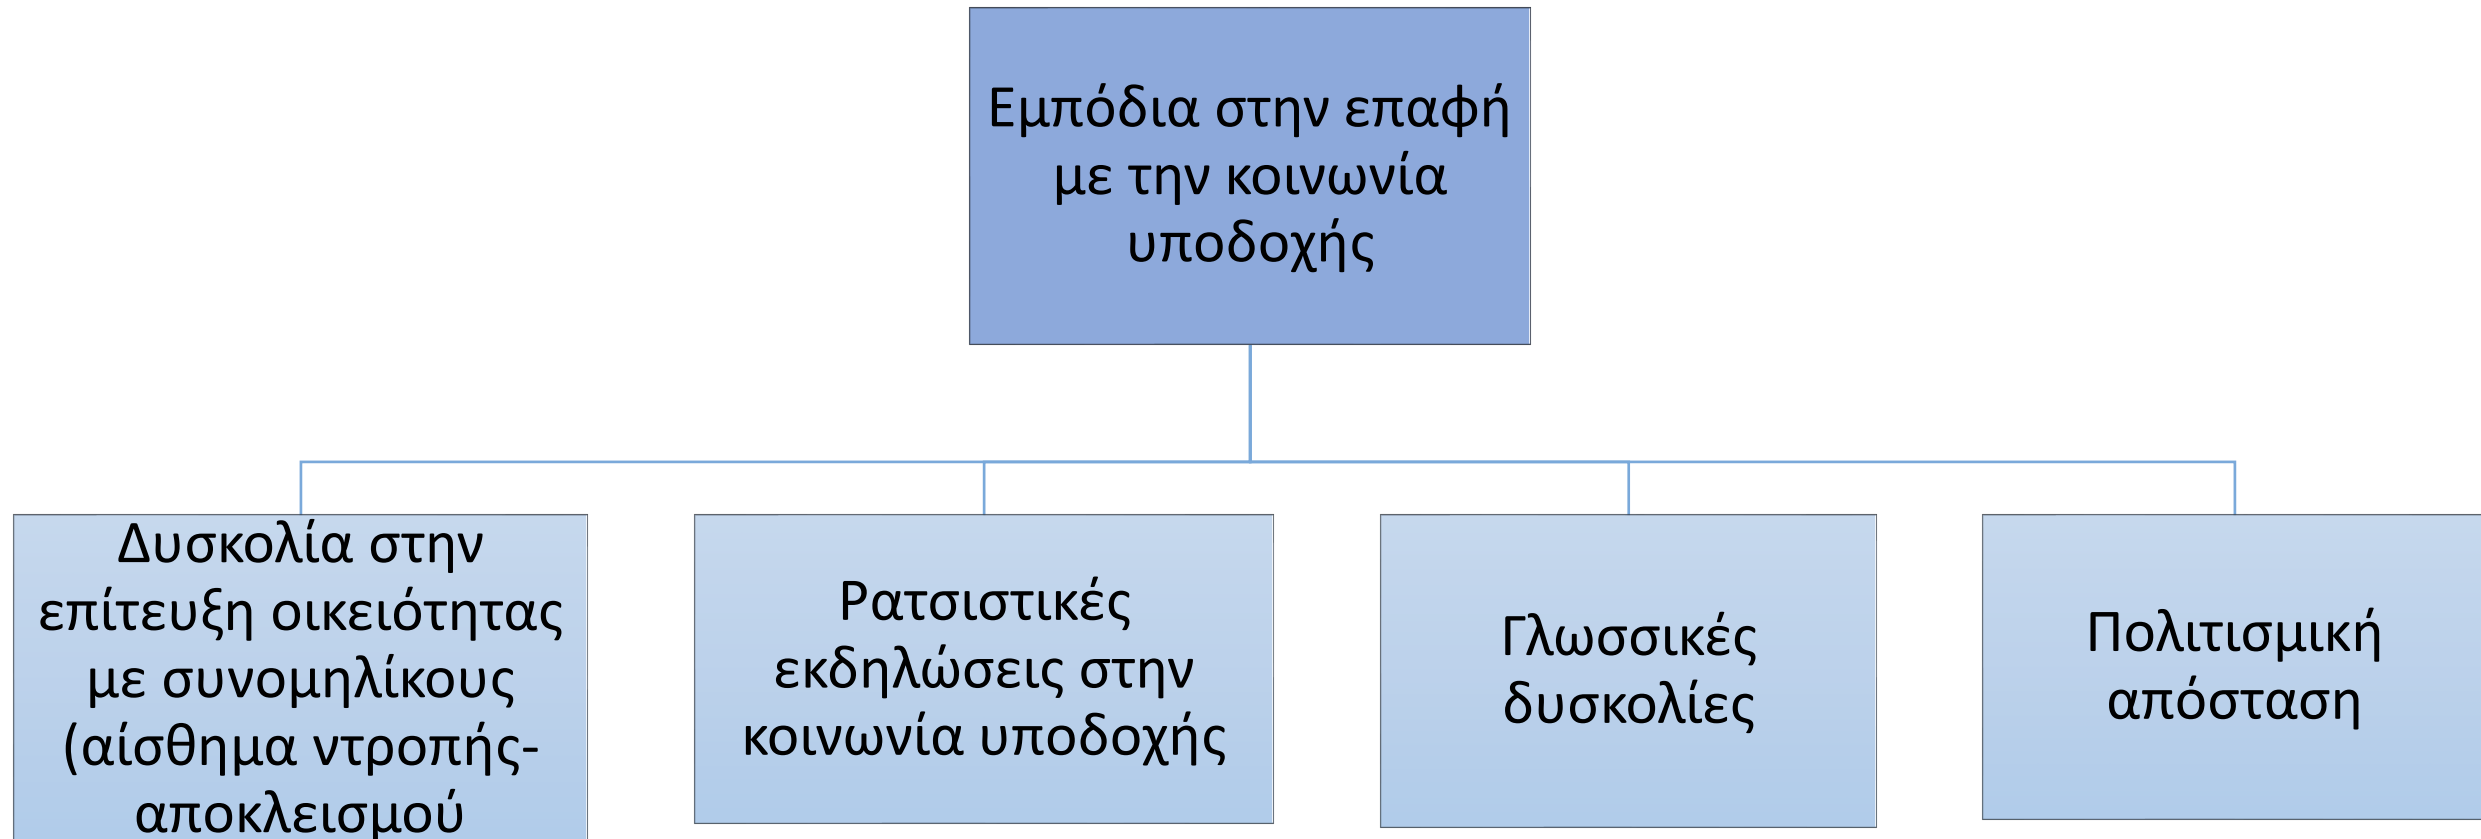 Εμπόδια στην επαφή
με την κοινωνία
υποδοχής
Δυσκολία στην
επίτευξη οικειότητας
με συνομηλίκους
(αίσθημα ντροπής-
αποκλεισμού
Ρατσιστικές
εκδηλώσεις στην
κοινωνία υποδοχής
Γλωσσικές
δυσκολίες
Πολιτισμική
απόσταση